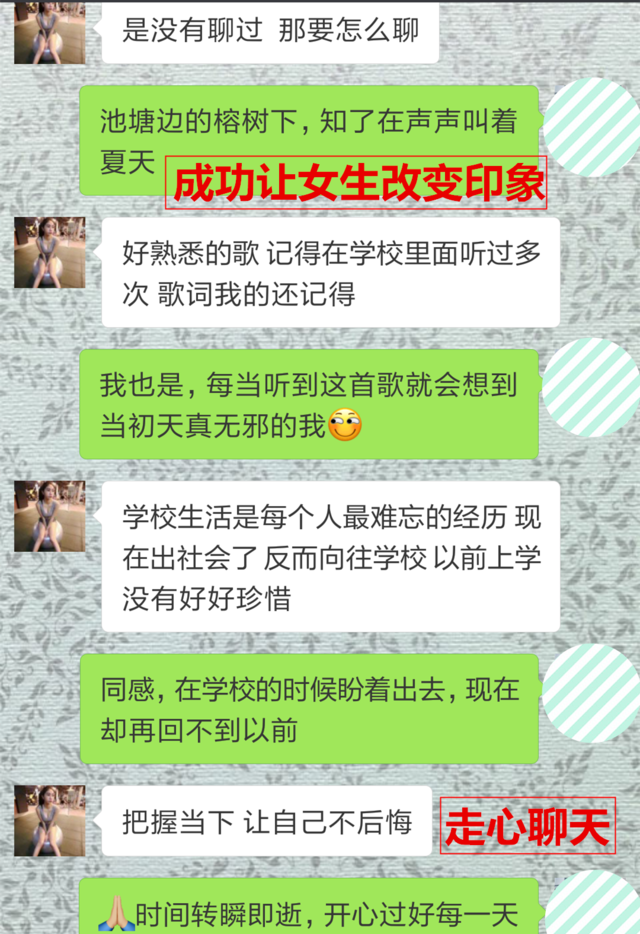 是没有聊过 那要怎么聊
池塘边的榕树下，知了在声声叫着
夏天
成功让女生改变印象
好熟悉的歌 记得在学校里面听过多
次 歌词我的还记得
我也是，每当听到这首歌就会想到
当初天真无邪的我
学校生活是每个人最难忘的经历 现
在出社会了 反而向往学校 以前上学
没有好好珍惜
同感，在学校的时候盼着出去，现在
却再回不到以前
把握当下 让自己不后悔
走心聊天
🙏时间转瞬即逝，开心过好每一天